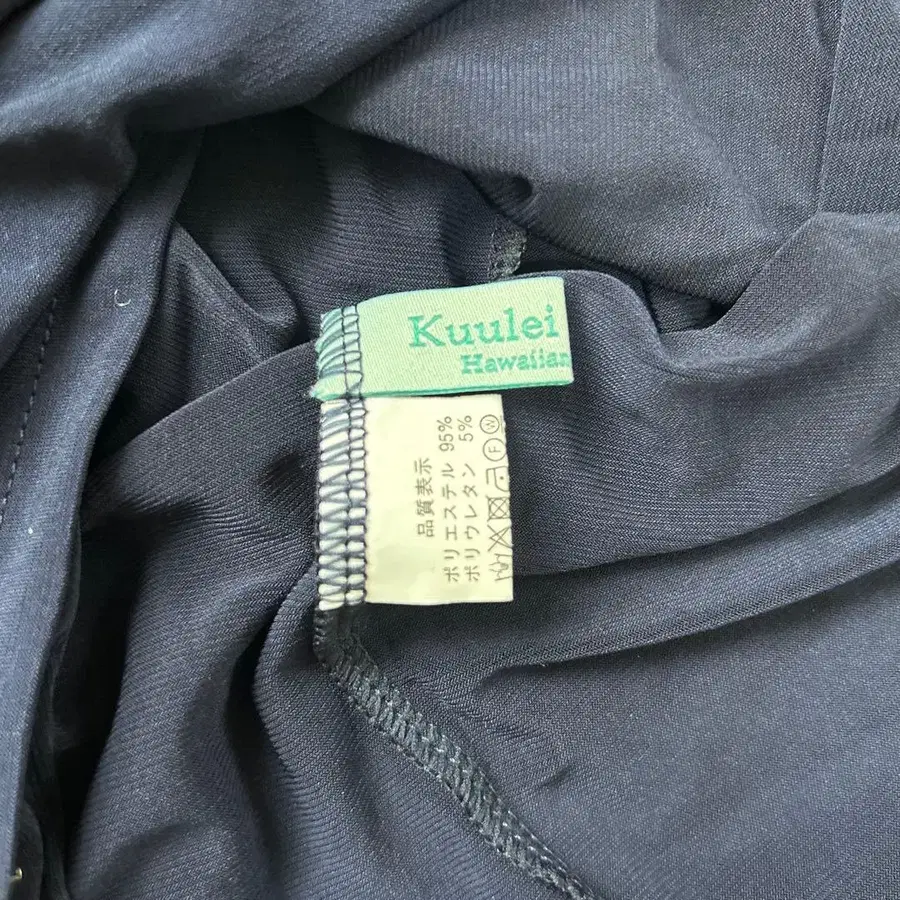 Kuulei
Hawaiian
品質表示
ポリエステル 95%
ポリウレタン 5%
F W